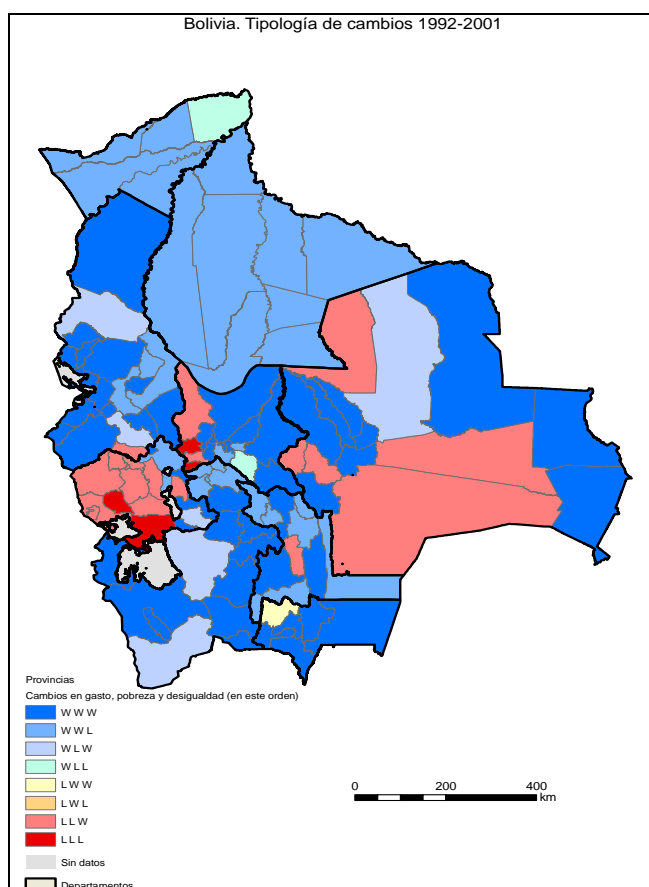 Bolivia. Tipología de cambios 1992-2001
Provincias
Cambios en gasto, pobreza y desigualdad (en este orden)
W W W
W W L
W L W
W L L
L W W
L W L
L L W
L L L
Sin datos
Departamentos
0 200 400
km